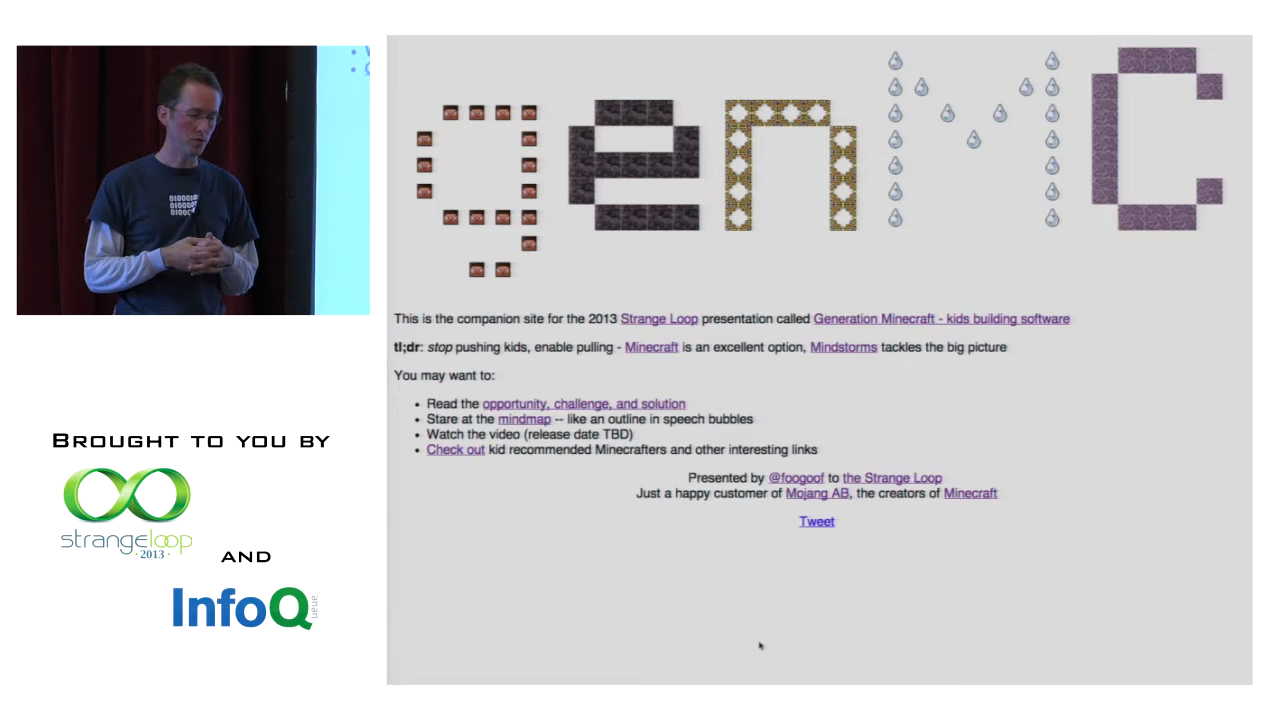 genMC
This is the companion site for the 2013 Strange Loop presentation called Generation Minecraft - kids building software
tl;dr: stop pushing kids, enable pulling - Minecraft is an excellent option, Mindstorms tackles the big picture
You may want to:
• Read the opportunity, challenge, and solution
• Stare at the mindmap -- like an outline in speech bubbles
• Watch the video (release date TBD)
• Check out kid recommended Minecrafters and other interesting links
Presented by @foogoof to the Strange Loop
Just a happy customer of Mojang AB, the creators of Minecraft
Tweet
BROUGHT TO YOU BY
strangeloop
·2013·
AND
InfoQ
ueue